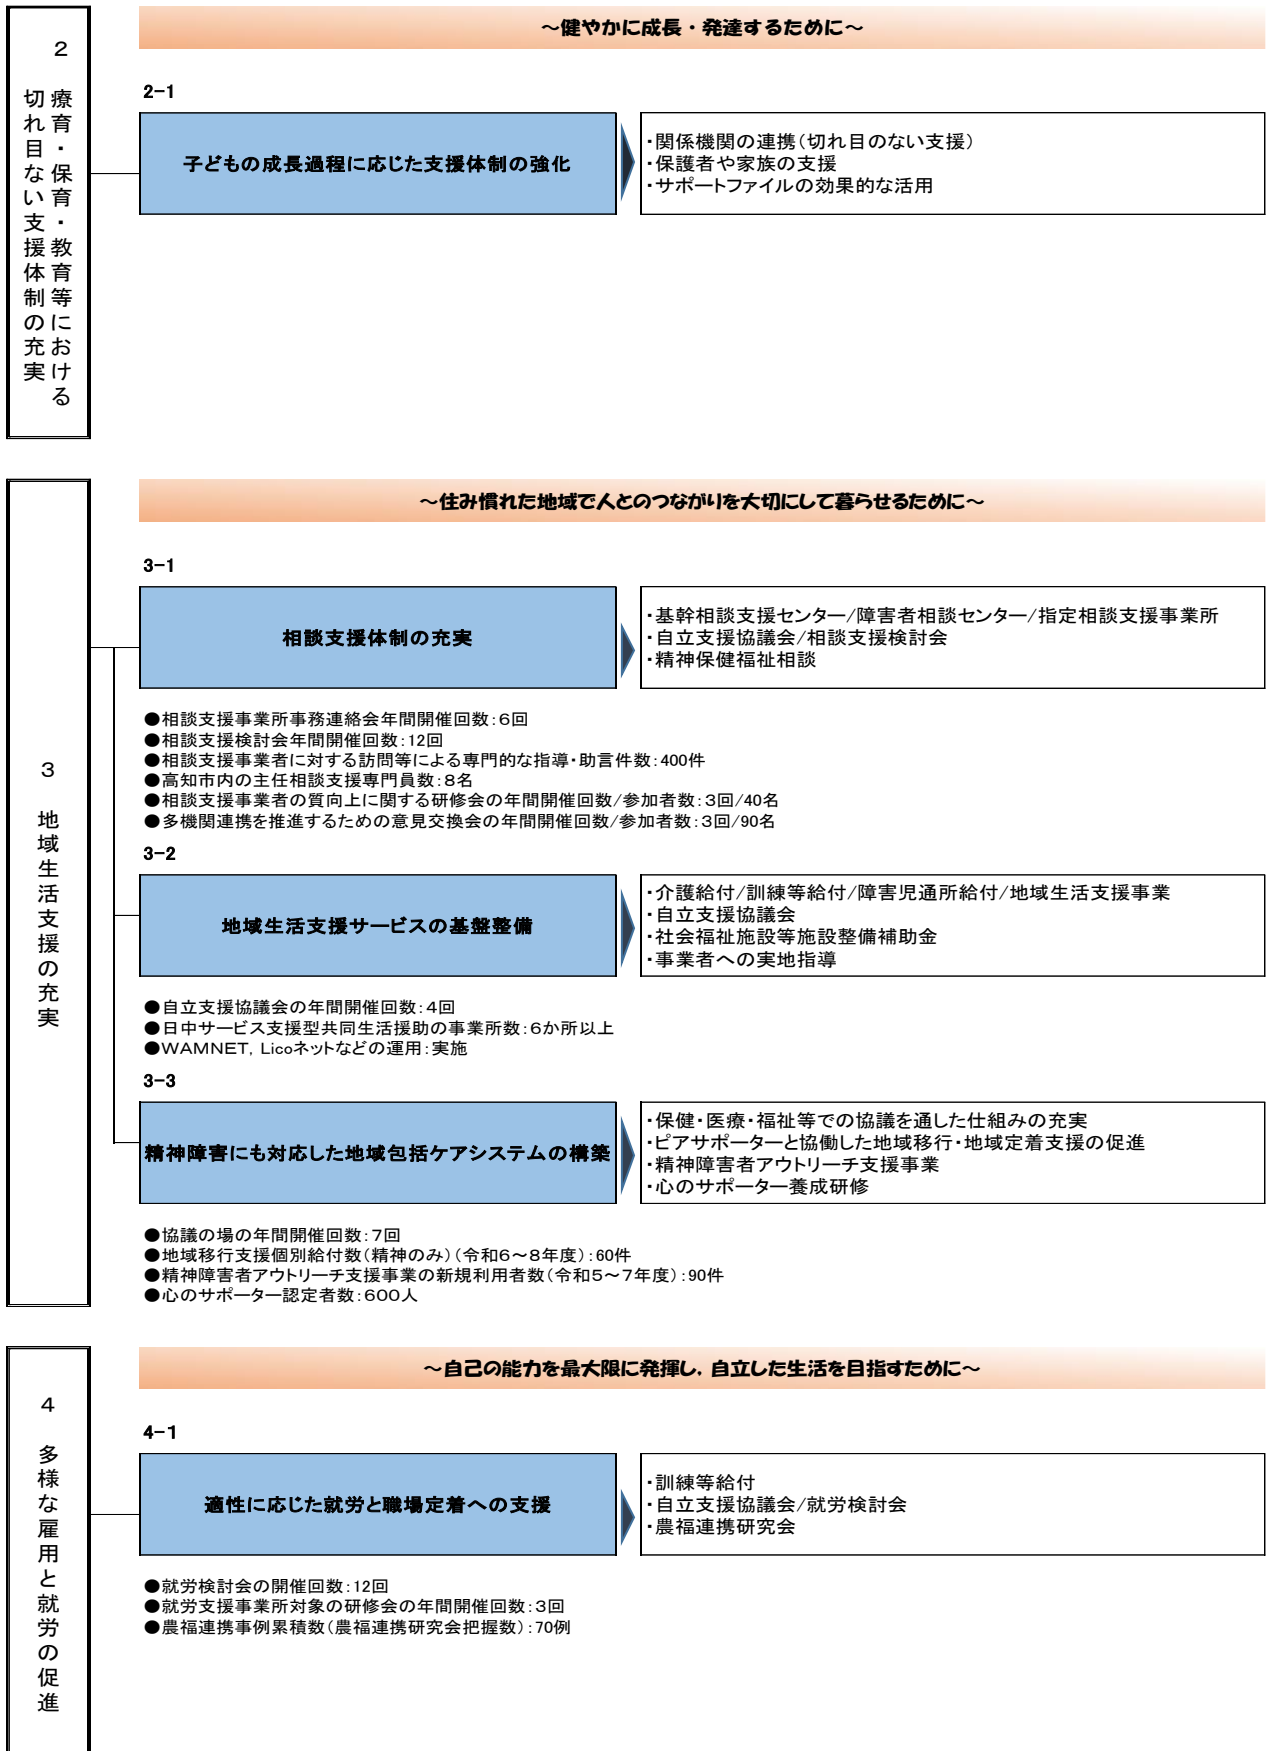 2 療育・保育・教育等における
切れ目ない支援体制の充実
～健やかに成長・発達するために～
2-1
子どもの成長過程に応じた支援体制の強化
・関係機関の連携（切れ目のない支援）
・保護者や家族の支援
・サポートファイルの効果的な活用
3 地域生活支援の充実
～住み慣れた地域で人とのつながりを大切にして暮らせるために～
3-1
相談支援体制の充実
・基幹相談支援センター/障害者相談センター/指定相談支援事業所
・自立支援協議会/相談支援検討会
・精神保健福祉相談
●相談支援事業所事務連絡会年間開催回数：6回
●相談支援検討会年間開催回数：12回
●相談支援事業者に対する訪問等による専門的な指導・助言件数：400件
●高知市内の主任相談支援専門員数：8名
●相談支援事業者の質向上に関する研修会の年間開催回数/参加者数：3回/40名
●多機関連携を推進するための意見交換会の年間開催回数/参加者数：3回/90名
3-2
地域生活支援サービスの基盤整備
・介護給付/訓練等給付/障害児通所給付/地域生活支援事業
・自立支援協議会
・社会福祉施設等施設整備補助金
・事業者への実地指導
●自立支援協議会の年間開催回数：4回
●日中サービス支援型共同生活援助の事業所数：6か所以上
●WAMNET，Licoネットなどの運用：実施
3-3
精神障害にも対応した地域包括ケアシステムの構築
・保健・医療・福祉等での協議を通した仕組みの充実
・ピアサポーターと協働した地域移行・地域定着支援の促進
・精神障害者アウトリーチ支援事業
・心のサポーター養成研修
●協議の場の年間開催回数：7回
●地域移行支援個別給付数（精神のみ）（令和6～8年度）：60件
●精神障害者アウトリーチ支援事業の新規利用者数（令和5～7年度）：90件
●心のサポーター認定者数：600人
4 多様な雇用と就労の促進
～自己の能力を最大限に発揮し，自立した生活を目指すために～
4-1
適性に応じた就労と職場定着への支援
・訓練等給付
・自立支援協議会/就労検討会
・農福連携研究会
●就労検討会の開催回数：12回
●就労支援事業所対象の研修会の年間開催回数：3回
●農福連携事例累積数（農福連携研究会把握数）：70例